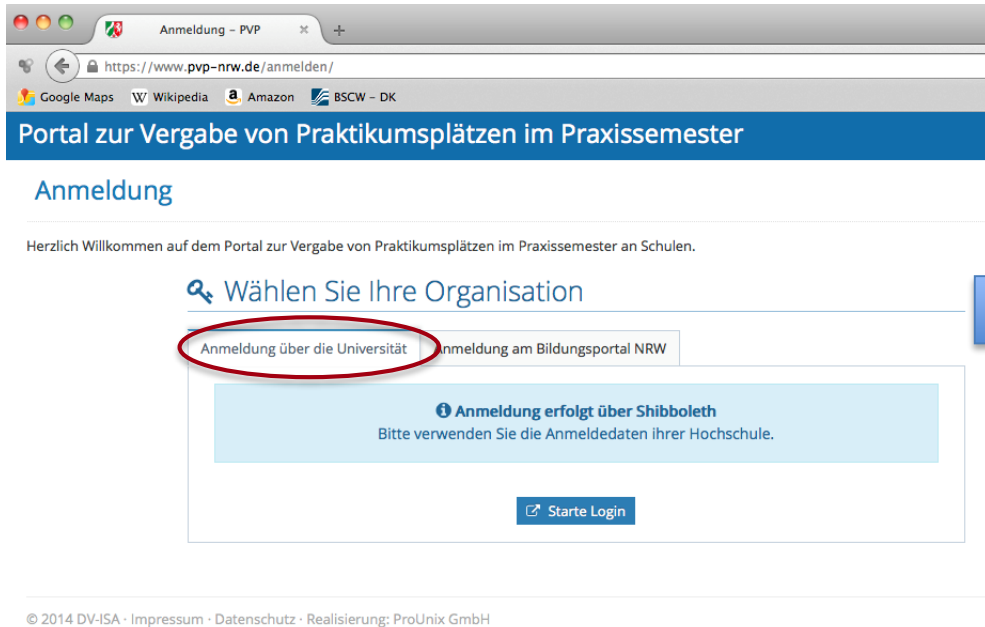 Anmeldung – PVP
https://www.pvp-nrw.de/anmelden/
Google Maps Wikipedia Amazon BSCW – DK
Portal zur Vergabe von Praktikumsplätzen im Praxissemester
Anmeldung
Herzlich Willkommen auf dem Portal zur Vergabe von Praktikumsplätzen im Praxissemester an Schulen.
Wählen Sie Ihre Organisation
Anmeldung über die Universität Anmeldung am Bildungsportal NRW
Anmeldung erfolgt über Shibboleth
Bitte verwenden Sie die Anmeldedaten ihrer Hochschule.
Starte Login
© 2014 DV-ISA · Impressum · Datenschutz · Realisierung: ProUnix GmbH